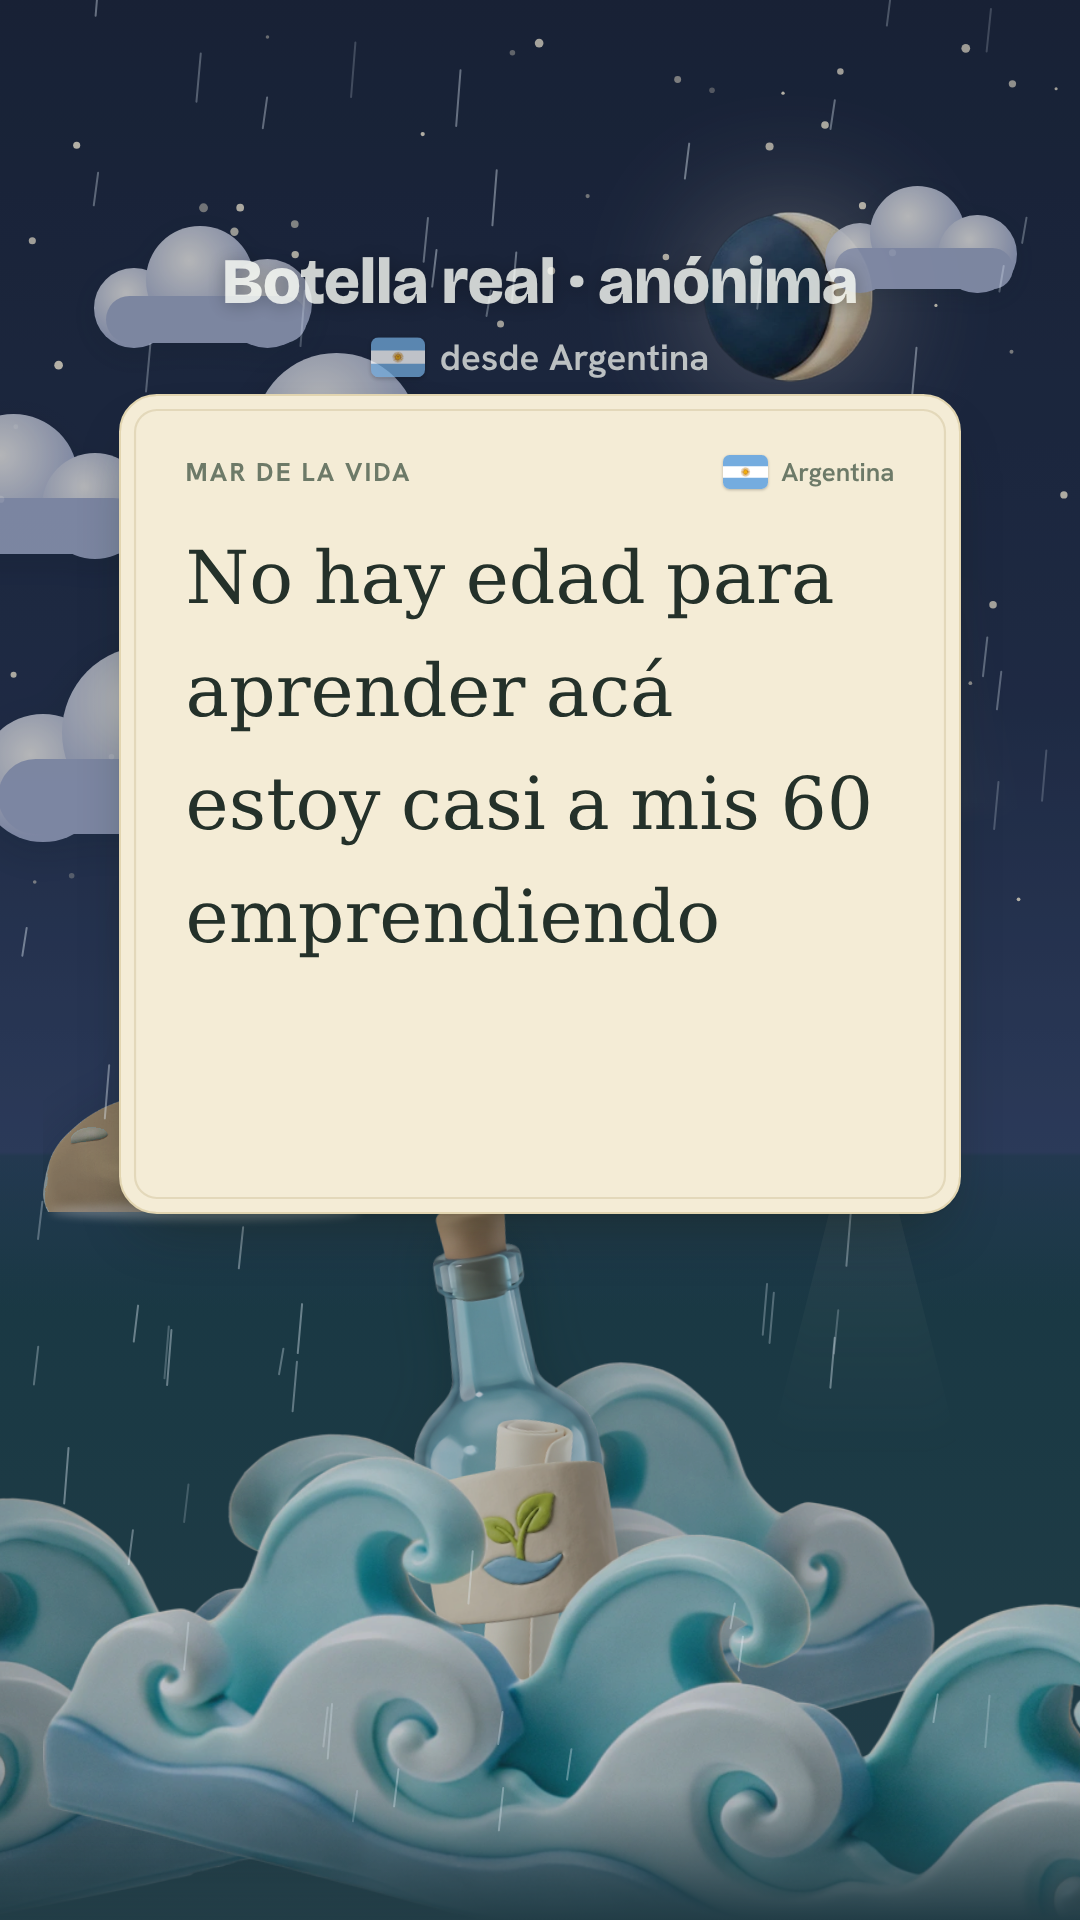 Botella real · anónima
desde Argentina
MAR DE LA VIDA
Argentina
No hay edad para
aprender acá
estoy casi a mis 60
emprendiendo